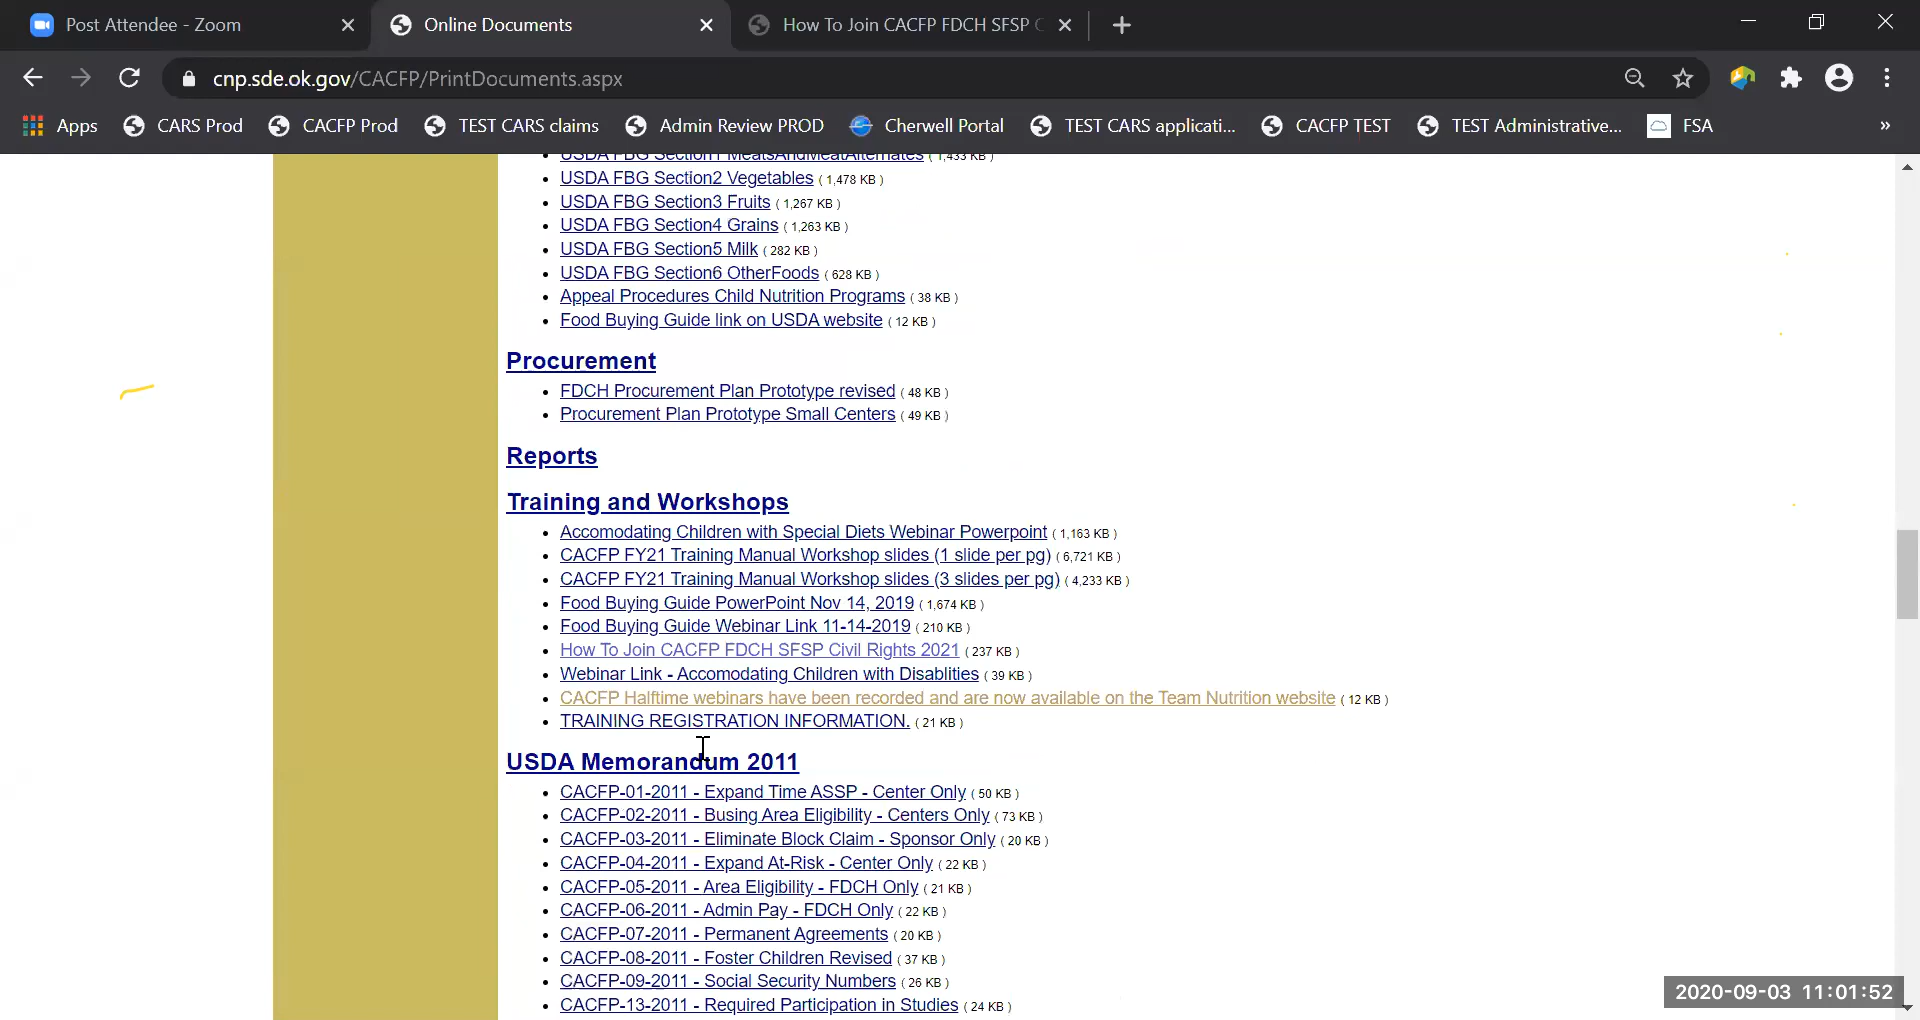 Post Attendee - Zoom
Online Documents
How To Join CACFP FDCH SFSP
cnp.sde.ok.gov/CACFP/PrintDocuments.aspx
Apps CARS Prod CACFP Prod TEST CARS claims Admin Review PROD Cherwell Portal TEST CARS applicati... CACFP TEST TEST Administrative... FSA »
USDA FBG Section1 MeatsAndMeatAlternates ( 1,433 KB )
USDA FBG Section2 Vegetables ( 1,478 KB )
USDA FBG Section3 Fruits ( 1,267 KB )
USDA FBG Section4 Grains ( 1,263 KB )
USDA FBG Section5 Milk ( 282 KB )
USDA FBG Section6 OtherFoods ( 628 KB )
Appeal Procedures Child Nutrition Programs ( 38 KB )
Food Buying Guide link on USDA website ( 12 KB )
Procurement
FDCH Procurement Plan Prototype revised ( 48 KB )
Procurement Plan Prototype Small Centers ( 49 KB )
Reports
Training and Workshops
Accomodating Children with Special Diets Webinar Powerpoint ( 1,163 KB )
CACFP FY21 Training Manual Workshop slides (1 slide per pg) ( 6,721 KB )
CACFP FY21 Training Manual Workshop slides (3 slides per pg) ( 4,233 KB )
Food Buying Guide PowerPoint Nov 14, 2019 ( 1,674 KB )
Food Buying Guide Webinar Link 11-14-2019 ( 210 KB )
How To Join CACFP FDCH SFSP Civil Rights 2021 ( 237 KB )
Webinar Link - Accomodating Children with Disablities ( 39 KB )
CACFP Halftime webinars have been recorded and are now available on the Team Nutrition website ( 12 KB )
TRAINING REGISTRATION INFORMATION. ( 21 KB )
USDA Memorandum 2011
CACFP-01-2011 - Expand Time ASSP - Center Only ( 50 KB )
CACFP-02-2011 - Busing Area Eligibility - Centers Only ( 73 KB )
CACFP-03-2011 - Eliminate Block Claim - Sponsor Only ( 20 KB )
CACFP-04-2011 - Expand At-Risk - Center Only ( 22 KB )
CACFP-05-2011 - Area Eligibility - FDCH Only ( 21 KB )
CACFP-06-2011 - Admin Pay - FDCH Only ( 22 KB )
CACFP-07-2011 - Permanent Agreements ( 20 KB )
CACFP-08-2011 - Foster Children Revised ( 37 KB )
CACFP-09-2011 - Social Security Numbers ( 26 KB )
CACFP-13-2011 - Required Participation in Studies ( 24 KB )
2020-09-03 11:01:52